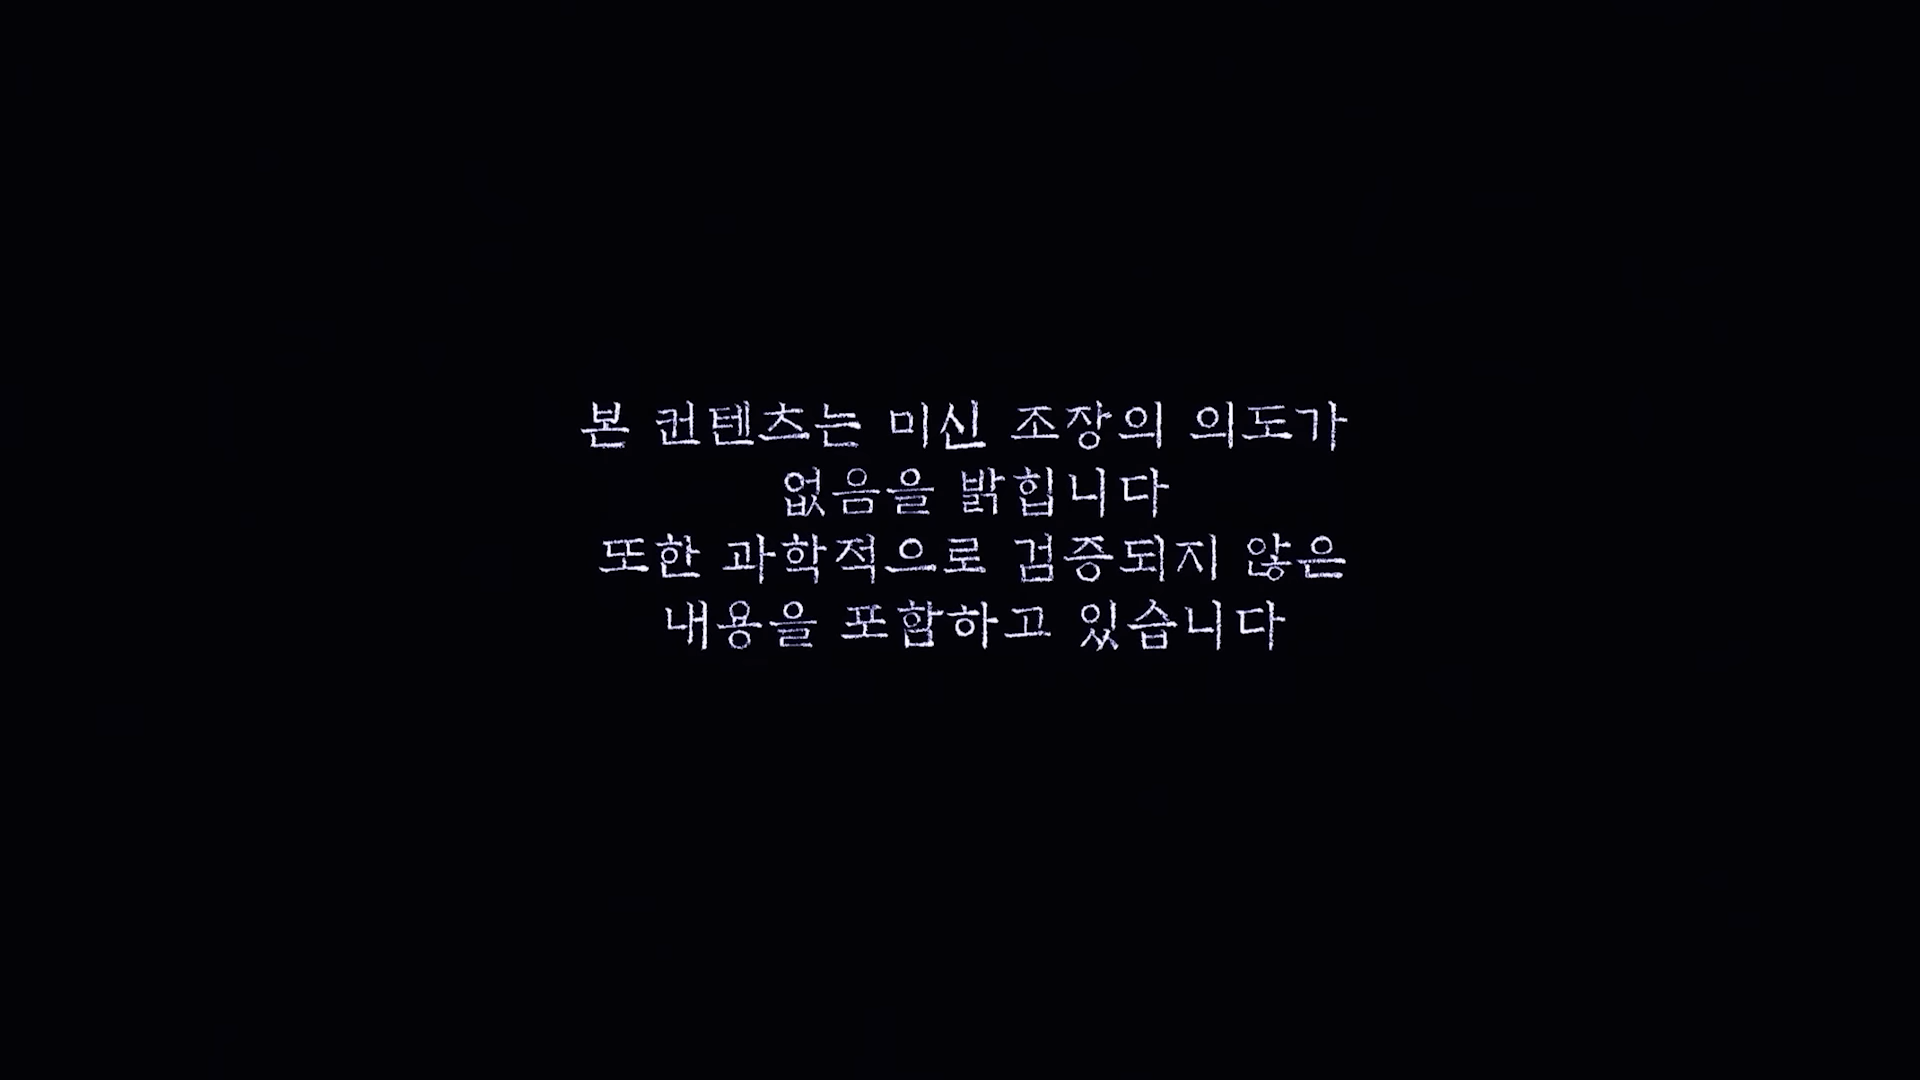 본 컨텐츠는 미신 조장의 의도가
없음을 밝힙니다
또한 과학적으로 검증되지 않은
내용을 포함하고 있습니다